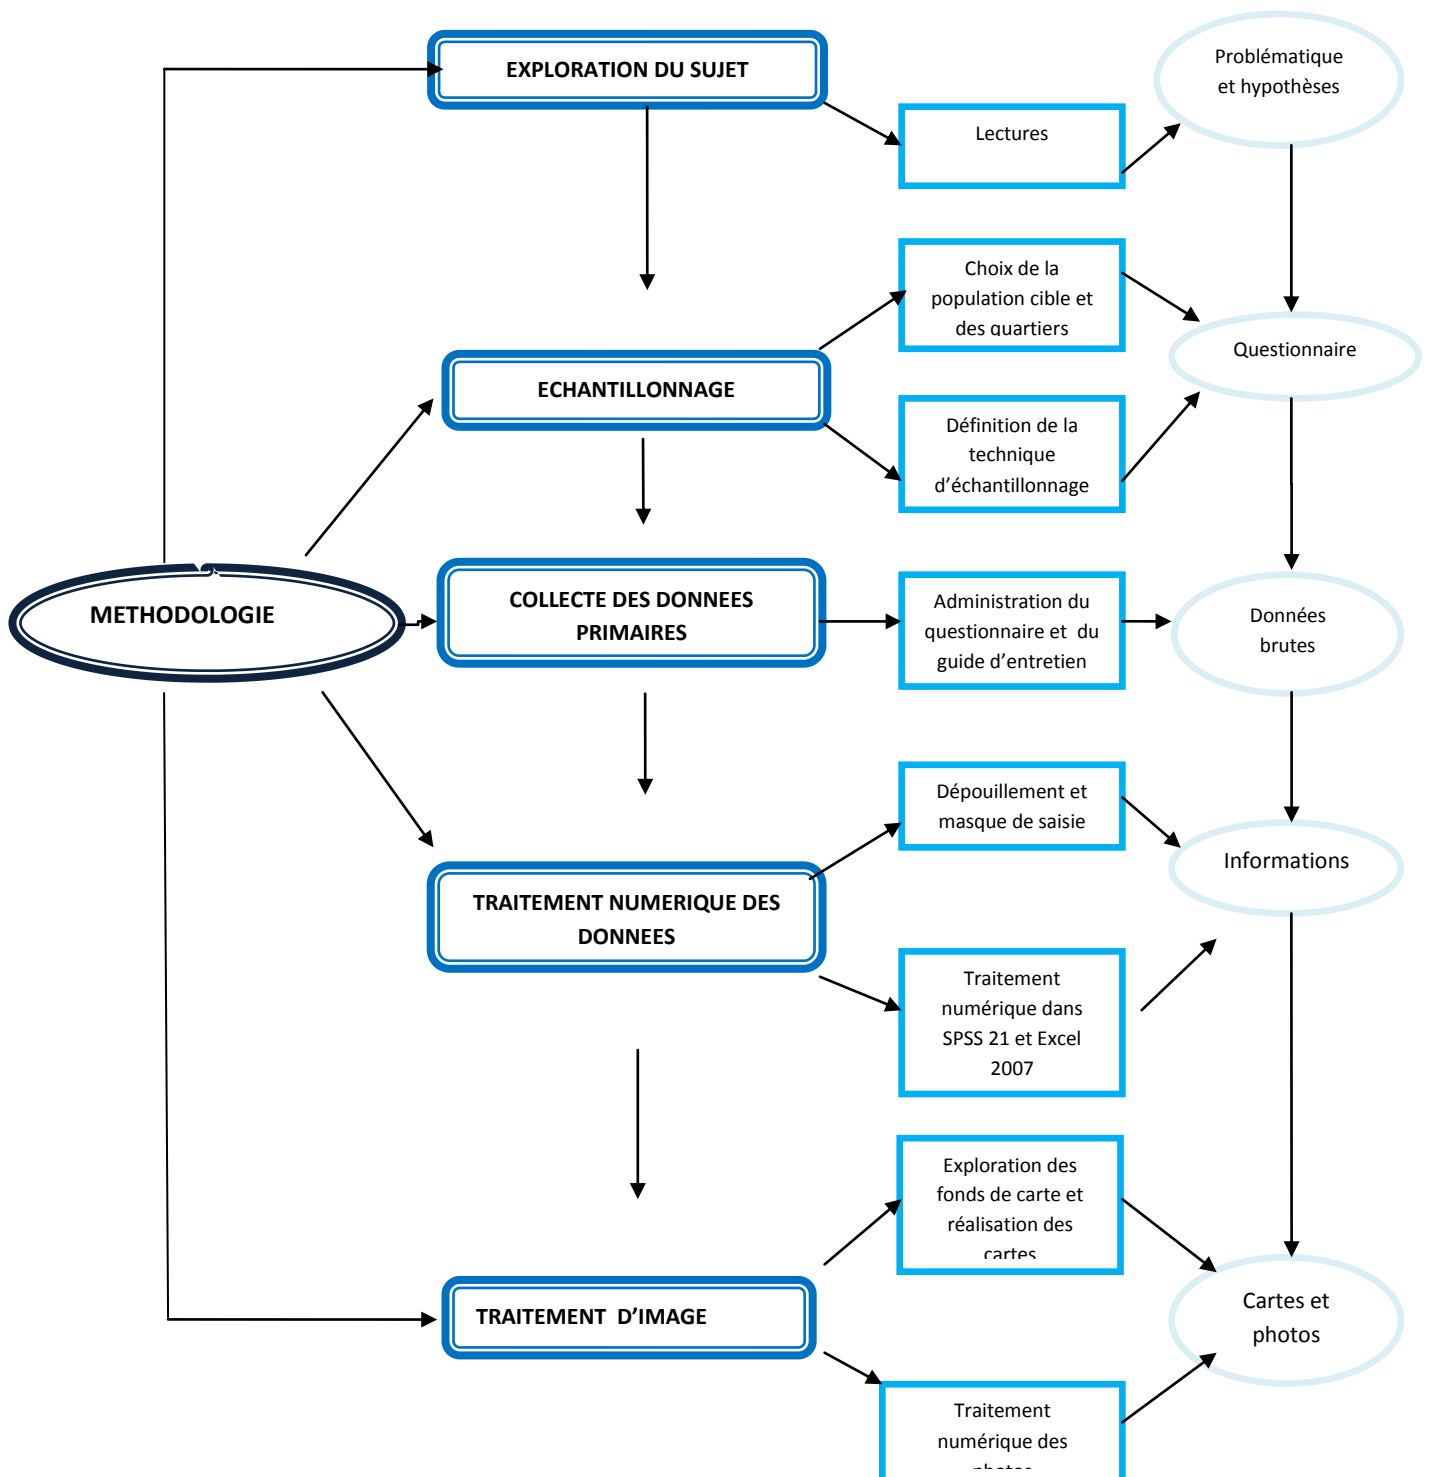 EXPLORATION DU SUJET
Problématique
et hypothèses
Lectures
Choix de la
population cible et
des quartiers
Questionnaire
ECHANTILLONNAGE
Définition de la
technique
d’échantillonnage
METHODOLOGIE
COLLECTE DES DONNEES
PRIMAIRES
Administration du
questionnaire et du
guide d’entretien
Données
brutes
Dépouillement et
masque de saisie
Informations
TRAITEMENT NUMERIQUE DES
DONNEES
Traitement
numérique dans
SPSS 21 et Excel
2007
Exploration des
fonds de carte et
réalisation des
cartes
TRAITEMENT D’IMAGE
Cartes et
photos
Traitement
numérique des
photos